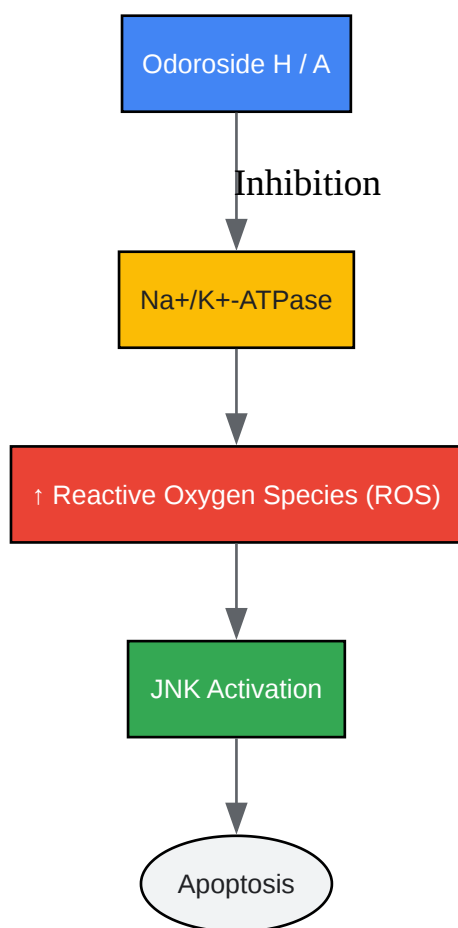 Odoroside H / A
Inhibition
Na+/K+-ATPase
↑ Reactive Oxygen Species (ROS)
JNK Activation
Apoptosis